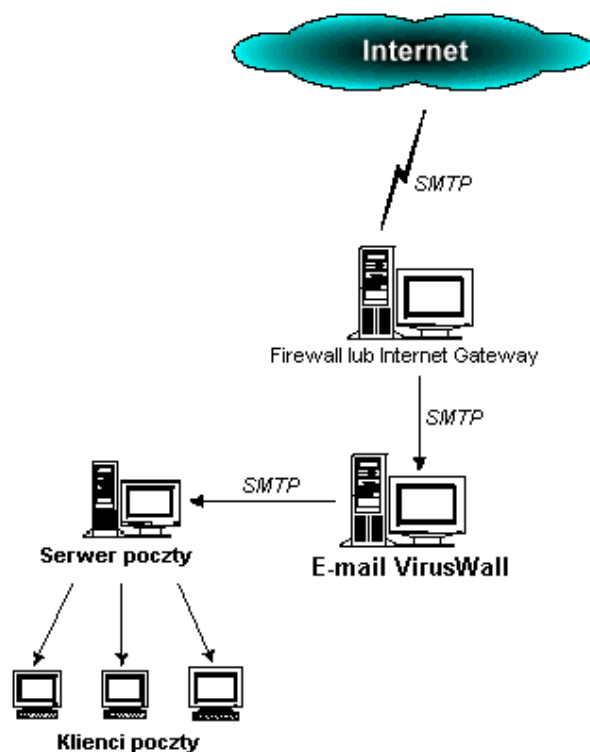 Internet
SMTP
Firewall lub Internet Gateway
SMTP
SMTP
Serwer poczty
E-mail VirusWall
Klienci poczty